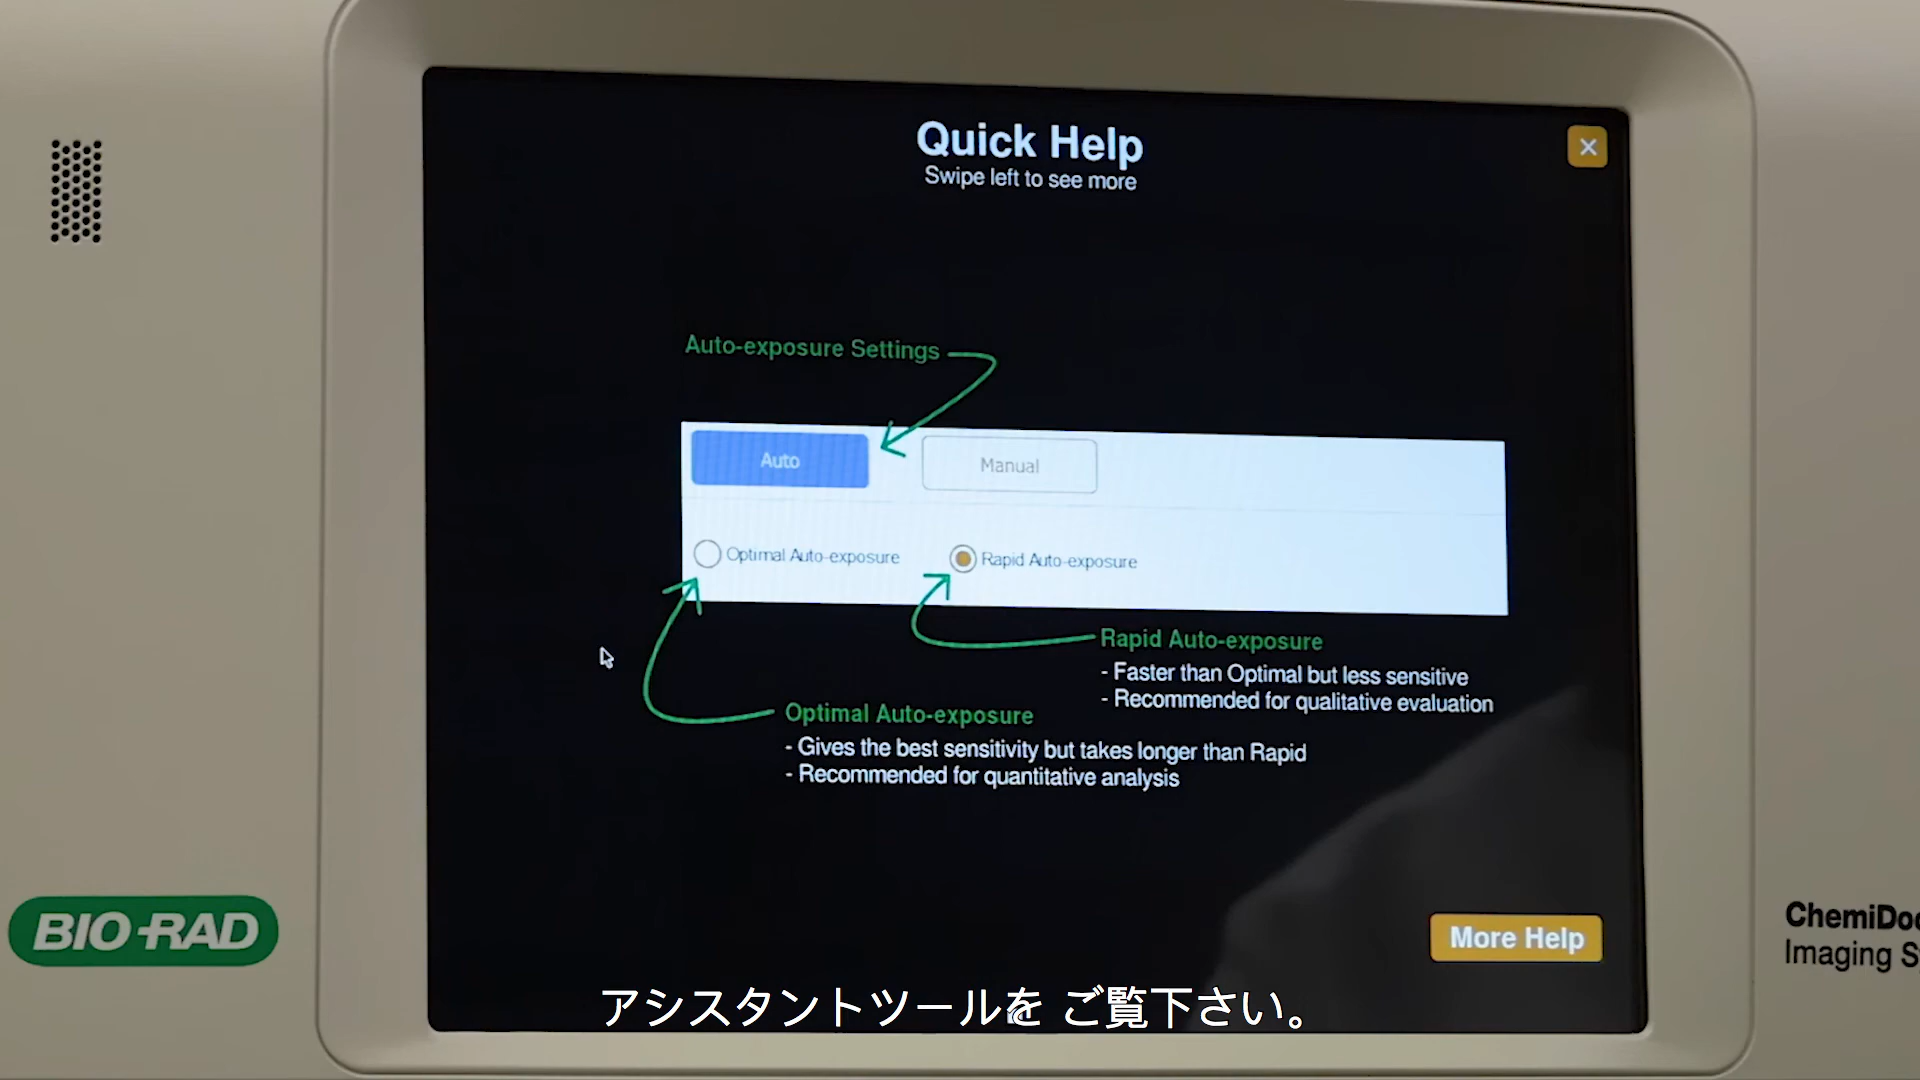 Quick Help
Swipe left to see more
Auto-exposure Settings
Auto
Manual
Optimal Auto-exposure
Rapid Auto-exposure
Rapid Auto-exposure
- Faster than Optimal but less sensitive
- Recommended for qualitative evaluation
Optimal Auto-exposure
- Gives the best sensitivity but takes longer than Rapid
- Recommended for quantitative analysis
More Help
BIO-RAD
ChemiDoc
Imaging S
アシスタントツールを ご覧下さい。